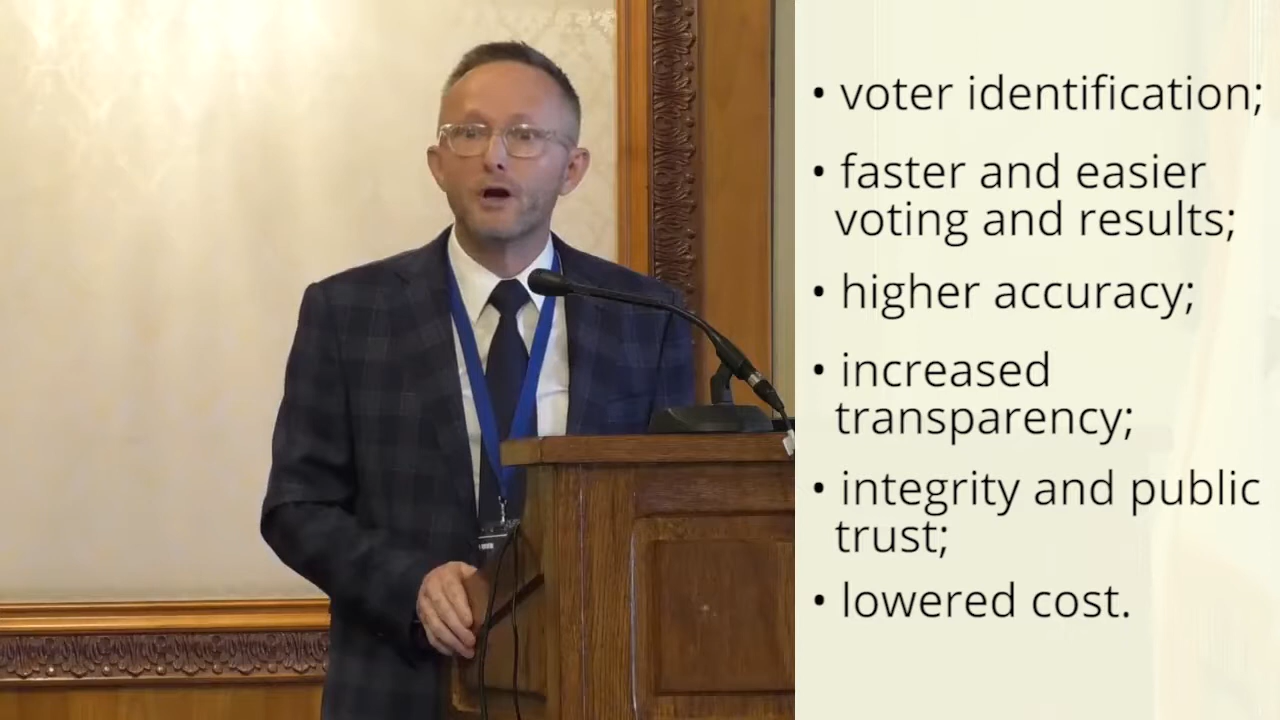 • voter identification;
• faster and easier
voting and results;
• higher accuracy;
• increased
transparency;
• integrity and public
trust;
• lowered cost.